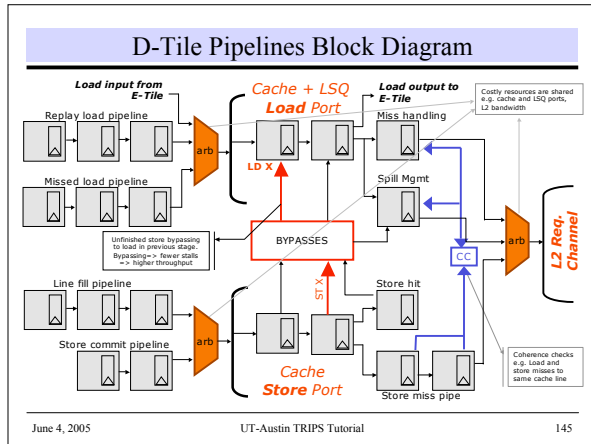 D-Tile Pipelines Block Diagram
Load input from
E-Tile
Cache + LSQ
Load Port
Load output to
E-Tile
Costly resources are shared
e.g. cache and LSQ ports,
L2 bandwidth
Replay load pipeline
Miss handling
arb
LD X
Missed load pipeline
Spill Mgmt
Unfinished store bypassing
to load in previous stage.
Bypassing=> fewer stalls
=> higher throughput
BYPASSES
CC
arb
L2 Req.
Channel
Line fill pipeline
ST X
Store hit
arb
Store commit pipeline
Cache
Store Port
Store miss pipe
Coherence checks
e.g. Load and
store misses to
same cache line
June 4, 2005
UT-Austin TRIPS Tutorial
145